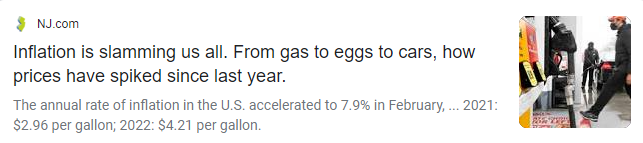 NJ.com
Inflation is slamming us all. From gas to eggs to cars, how
prices have spiked since last year.
The annual rate of inflation in the U.S. accelerated to 7.9% in February, ... 2021:
$2.96 per gallon; 2022: $4.21 per gallon.